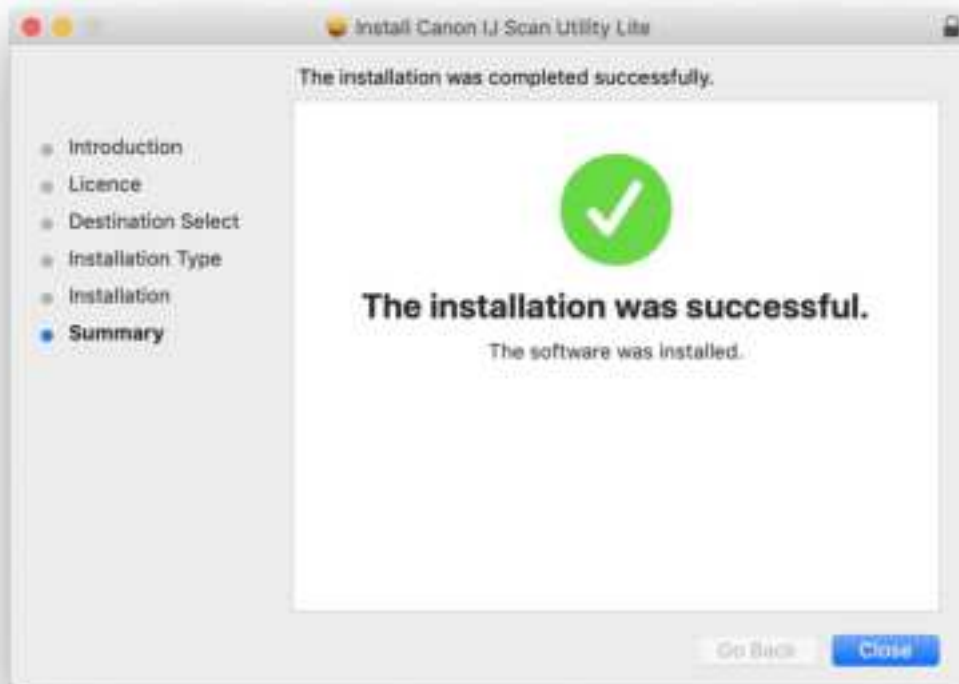 Install Canon IJ Scan Utility Lite
The installation was completed successfully.
Introduction
Licence
Destination Select
Installation Type
Installation
Summary
The installation was successful.
The software was installed.
Go Back
Close